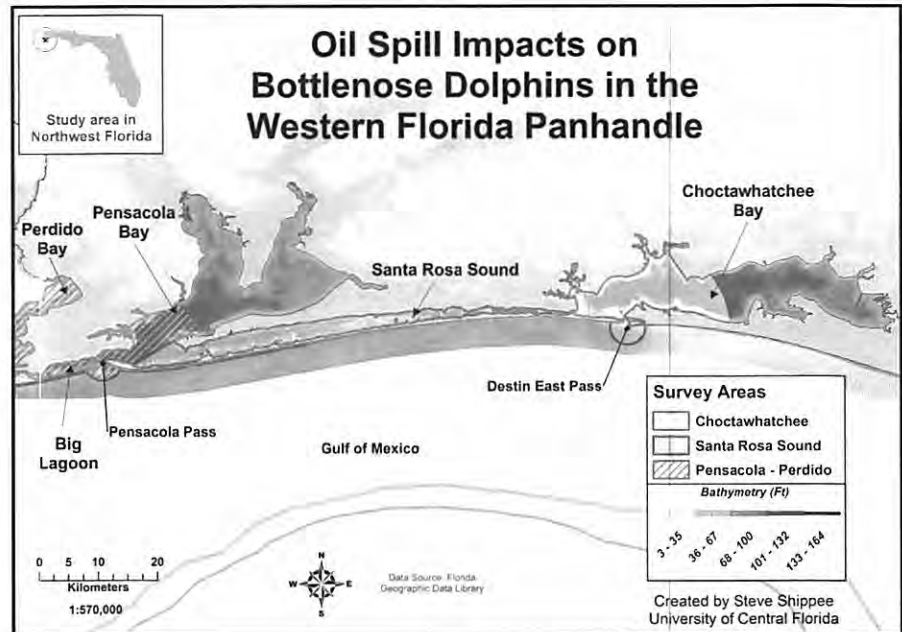 Oil Spill Impacts on
Bottlenose Dolphins in the
Western Florida Panhandle
Study area in
Northwest Florida
Perdido
Bay
Pensacola
Bay
Santa Rosa Sound
Choctawhatchee
Bay
Destin East Pass
Big
Lagoon
Pensacola Pass
Gulf of Mexico
Survey Areas
Choctawhatchee
Santa Rosa Sound
Pensacola - Perdido
Bathymetry (Ft)
3 - 35
36 - 67
68 - 100
101 - 132
133 - 164
0 5 10 20
Kilometers
1:570,000
N
W E
S
Data Source: Florida
Geographic Data Library
Created by Steve Shippee
University of Central Florida